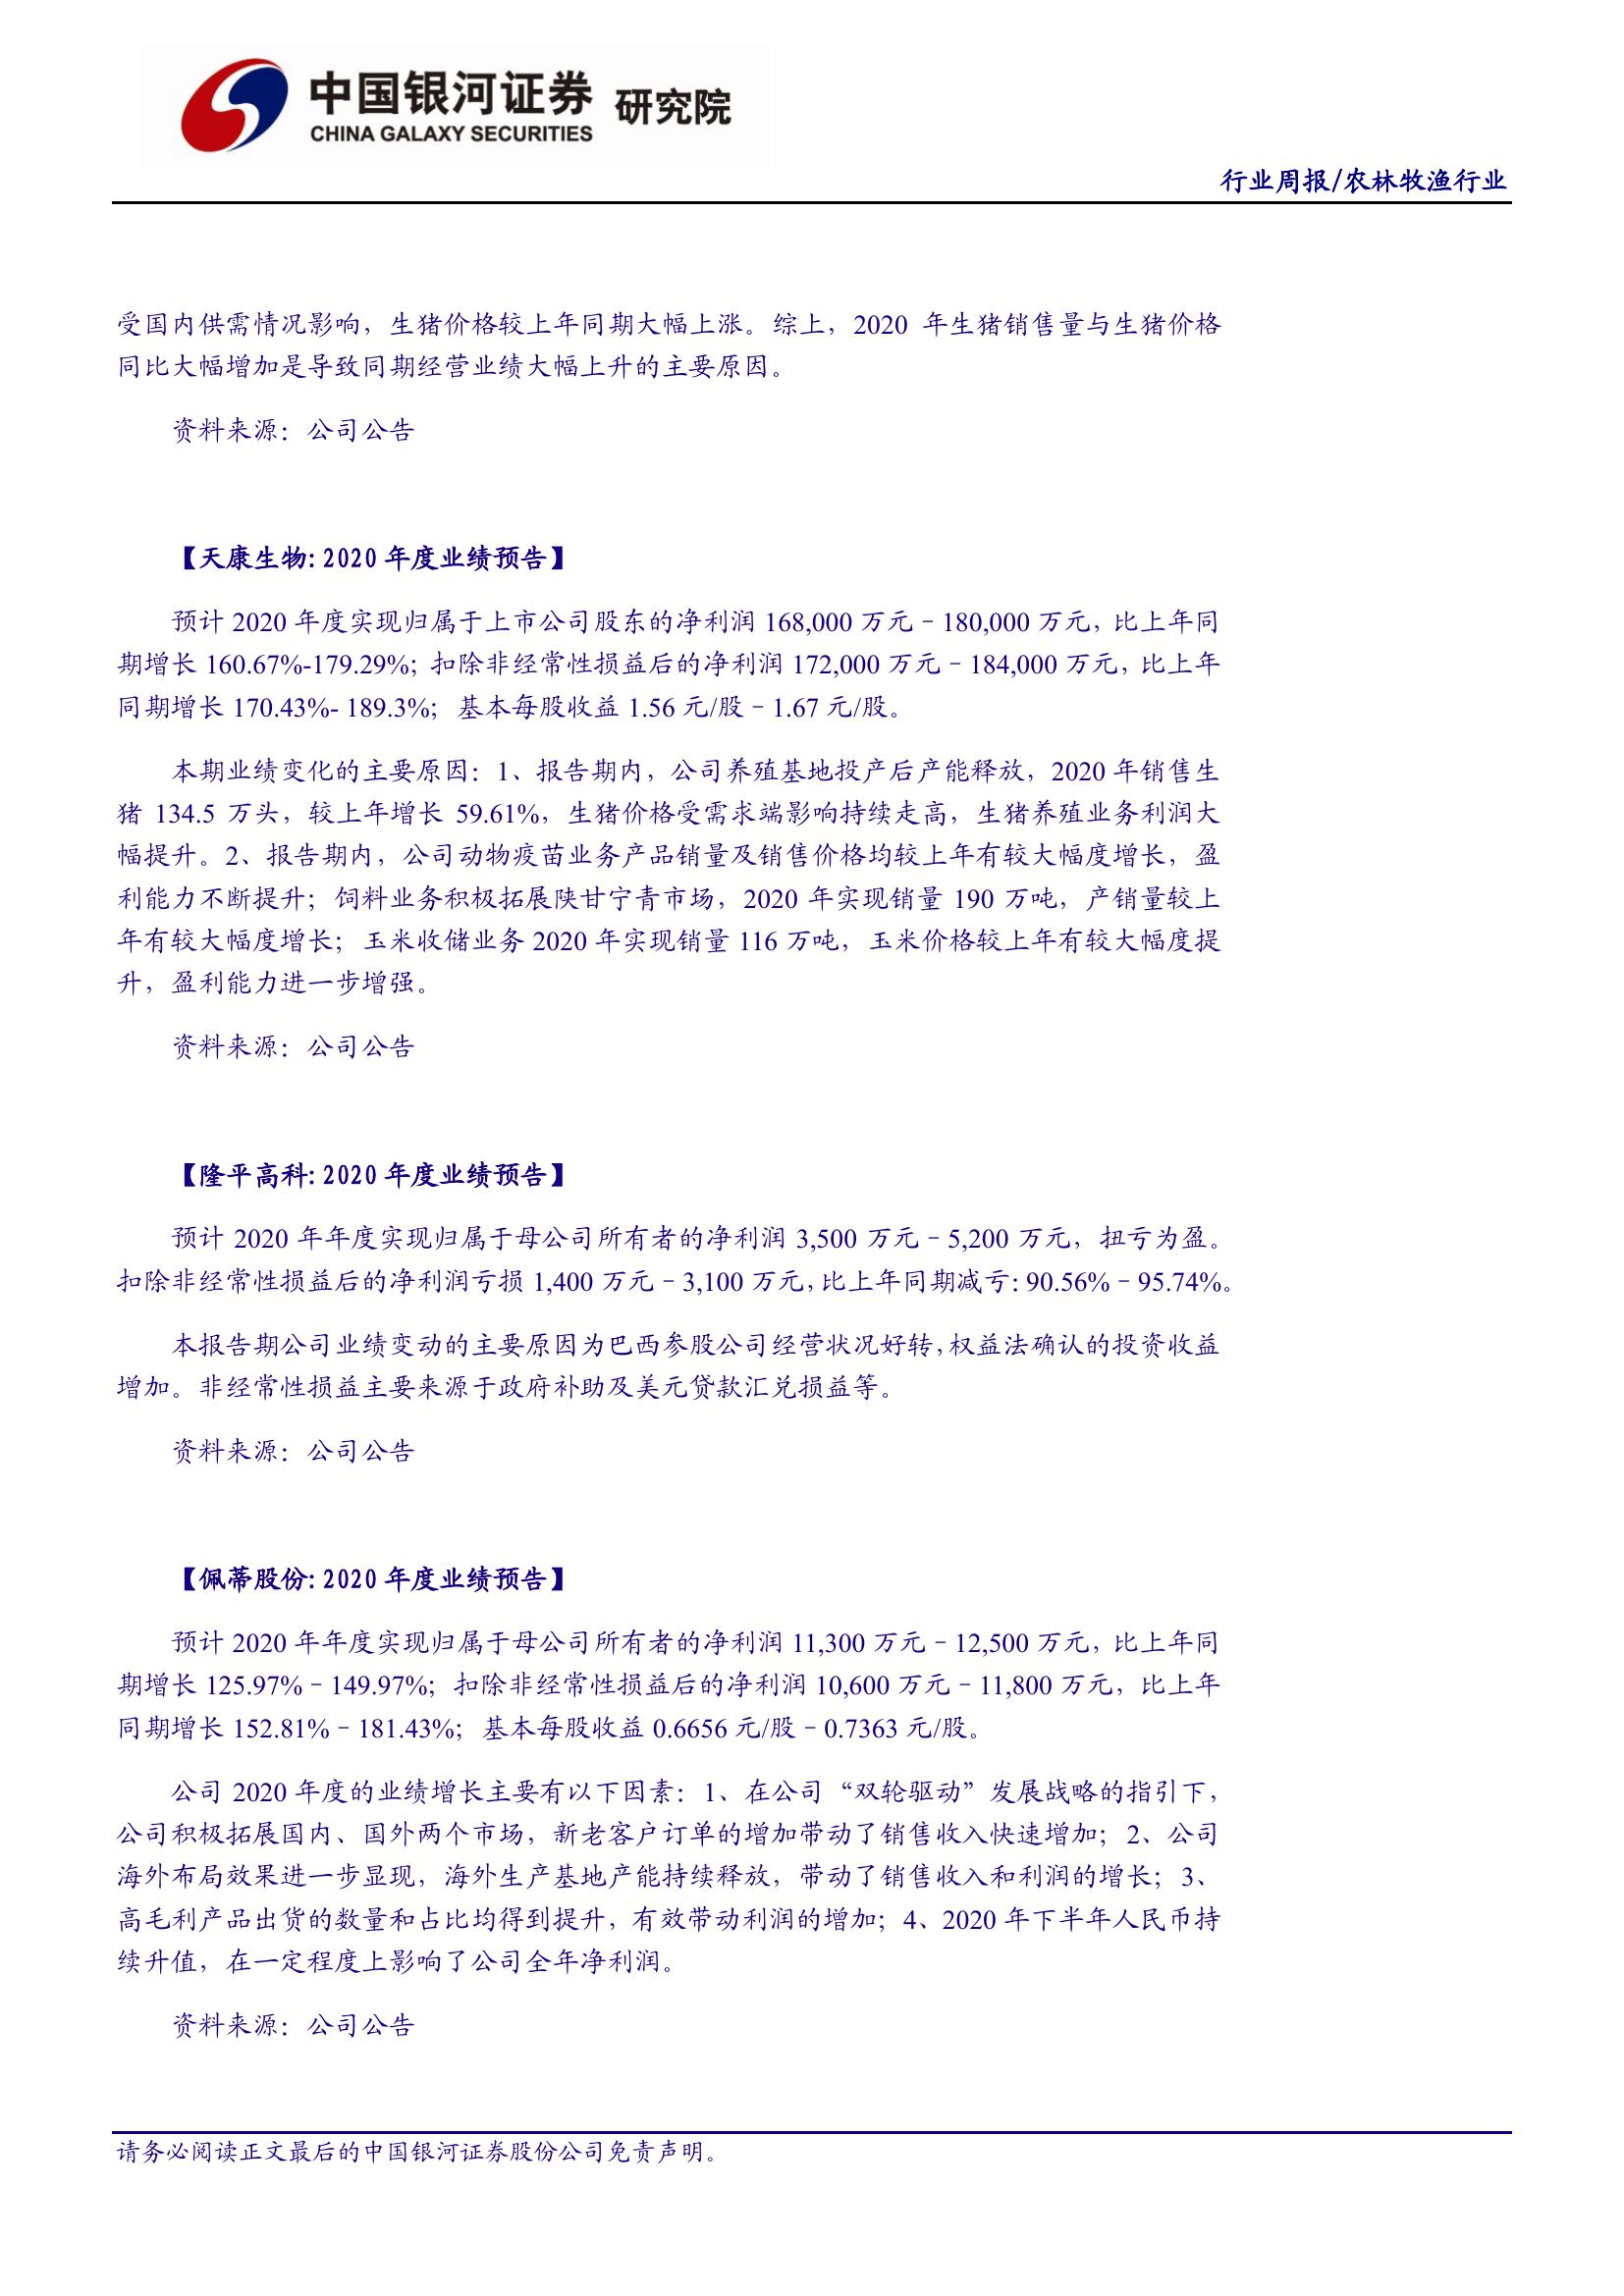 中国银河证券 研究院
CHINA GALAXY SECURITIES
行业周报/农林牧渔行业
受国内供需情况影响，生猪价格较上年同期大幅上涨。综上，2020 年生猪销售量与生猪价格
同比大幅增加是导致同期经营业绩大幅上升的主要原因。
资料来源：公司公告
【天康生物：2020 年度业绩预告】
预计 2020 年度实现归属于上市公司股东的净利润 168,000 万元－180,000 万元，比上年同
期增长 160.67%-179.29%；扣除非经常性损益后的净利润 172,000 万元－184,000 万元，比上年
同期增长 170.43%- 189.3%；基本每股收益 1.56 元/股－1.67 元/股。
本期业绩变化的主要原因：1、报告期内，公司养殖基地投产后产能释放，2020 年销售生
猪 134.5 万头，较上年增长 59.61%，生猪价格受需求端影响持续走高，生猪养殖业务利润大
幅提升。2、报告期内，公司动物疫苗业务产品销量及销售价格均较上年有较大幅度增长，盈
利能力不断提升；饲料业务积极拓展陕甘宁青市场，2020 年实现销量 190 万吨，产销量较上
年有较大幅度增长；玉米收储业务 2020 年实现销量 116 万吨，玉米价格较上年有较大幅度提
升，盈利能力进一步增强。
资料来源：公司公告
【隆平高科：2020 年度业绩预告】
预计 2020 年年度实现归属于母公司所有者的净利润 3,500 万元－5,200 万元，扭亏为盈。
扣除非经常性损益后的净利润亏损 1,400 万元－3,100 万元，比上年同期减亏：90.56%－95.74%。
本报告期公司业绩变动的主要原因为巴西参股公司经营状况好转，权益法确认的投资收益
增加。非经常性损益主要来源于政府补助及美元贷款汇兑损益等。
资料来源：公司公告
【佩蒂股份：2020 年度业绩预告】
预计 2020 年年度实现归属于母公司所有者的净利润 11,300 万元－12,500 万元，比上年同
期增长 125.97%－149.97%；扣除非经常性损益后的净利润 10,600 万元－11,800 万元，比上年
同期增长 152.81%－181.43%；基本每股收益 0.6656 元/股－0.7363 元/股。
公司 2020 年度的业绩增长主要有以下因素：1、在公司“双轮驱动”发展战略的指引下，
公司积极拓展国内、国外两个市场，新老客户订单的增加带动了销售收入快速增加；2、公司
海外布局效果进一步显现，海外生产基地产能持续释放，带动了销售收入和利润的增长；3、
高毛利产品出货的数量和占比均得到提升，有效带动利润的增加；4、2020 年下半年人民币持
续升值，在一定程度上影响了公司全年净利润。
资料来源：公司公告
请务必阅读正文最后的中国银河证券股份公司免责声明。